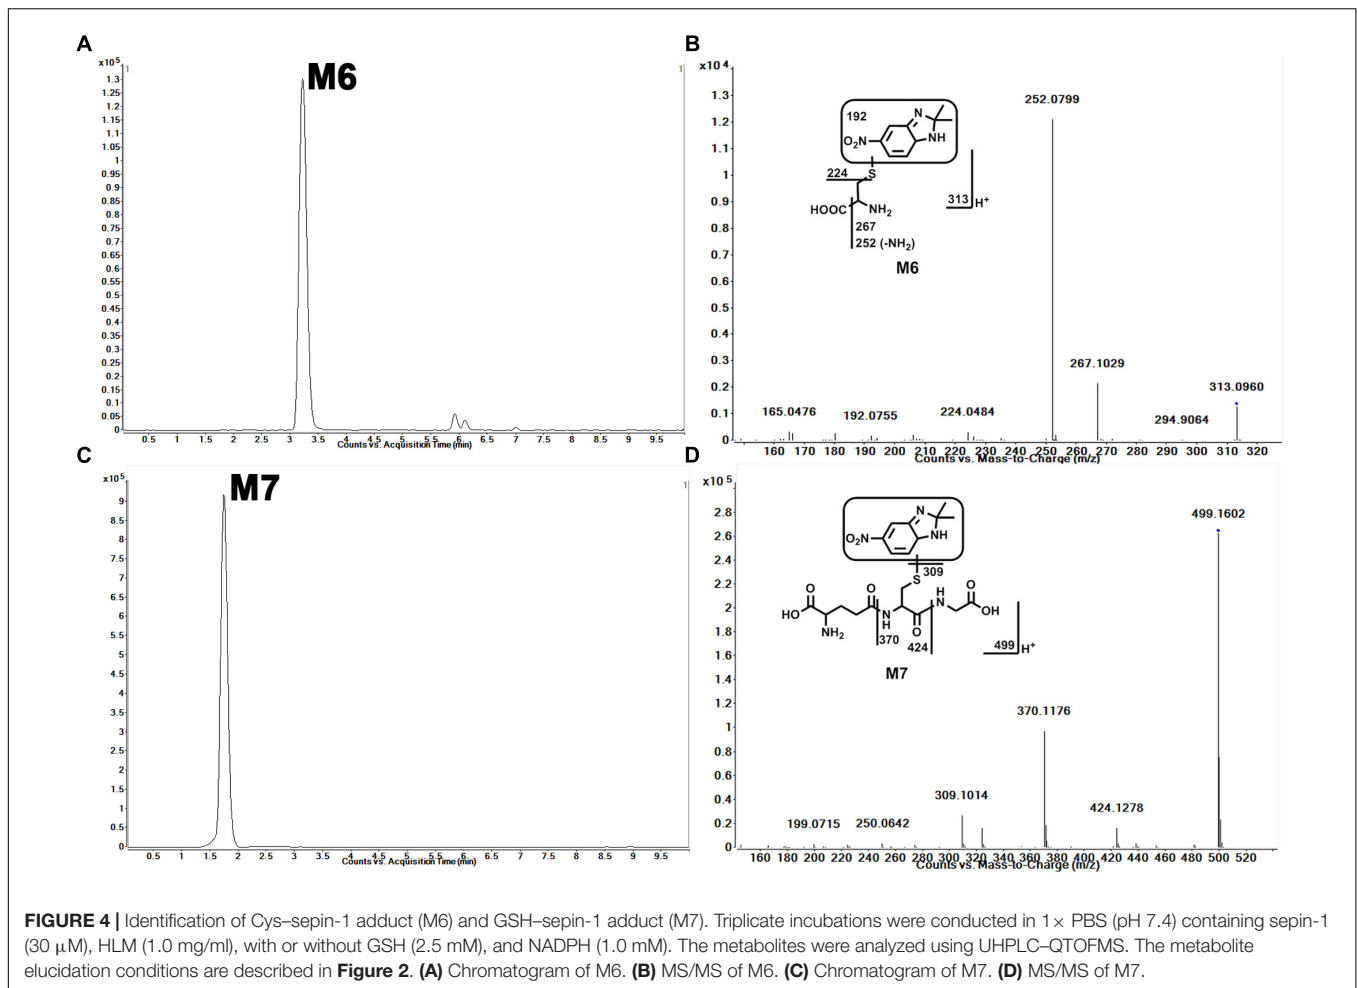 A
x10^5
1
1
M6
1.3
1.25
1.2
1.15
1.1
1.05
1
0.95
0.9
0.85
0.8
0.75
0.7
0.65
0.6
0.55
0.5
0.45
0.4
0.35
0.3
0.25
0.2
0.15
0.1
0.05
0
0.5 1 1.5 2 2.5 3 3.5 4 4.5 5 5.5 6 6.5 7 7.5 8 8.5 9 9.5
Counts vs. Acquisition Time (min)
B
x10^4
1.3
1.2
1.1
1
0.9
0.8
0.7
0.6
0.5
0.4
0.3
0.2
0.1
0
252.0799
267.1029
313.0960
294.9064
224.0484
192.0755
165.0476
192
N
NH
O₂N
S
224
HOOC
NH₂
267
252 (-NH₂)
313
H⁺
M6
160 170 180 190 200 210 220 230 240 250 260 270 280 290 300 310 320
Counts vs. Mass-to-Charge (m/z)
C
x10^5
1
M7
9
8.5
8
7.5
7
6.5
6
5.5
5
4.5
4
3.5
3
2.5
2
1.5
1
0.5
0
0.5 1 1.5 2 2.5 3 3.5 4 4.5 5 5.5 6 6.5 7 7.5 8 8.5 9 9.5
Counts vs. Acquisition Time (min)
D
x10^5
2.8
2.6
2.4
2.2
2
1.8
1.6
1.4
1.2
1
0.8
0.6
0.4
0.2
0
499.1602
370.1176
309.1014
424.1278
250.0642
199.0715
N
NH
O₂N
S
309
O
O
H
N
O
HO
N
H
OH
NH₂
O
370
424
499
H⁺
M7
160 180 200 220 240 260 280 300 320 340 360 380 400 420 440 460 480 500 520
Counts vs. Mass-to-Charge (m/z)
FIGURE 4 | Identification of Cys–sepin-1 adduct (M6) and GSH–sepin-1 adduct (M7). Triplicate incubations were conducted in 1× PBS (pH 7.4) containing sepin-1
(30 μM), HLM (1.0 mg/ml), with or without GSH (2.5 mM), and NADPH (1.0 mM). The metabolites were analyzed using UHPLC–QTOFMS. The metabolite
elucidation conditions are described in Figure 2. (A) Chromatogram of M6. (B) MS/MS of M6. (C) Chromatogram of M7. (D) MS/MS of M7.